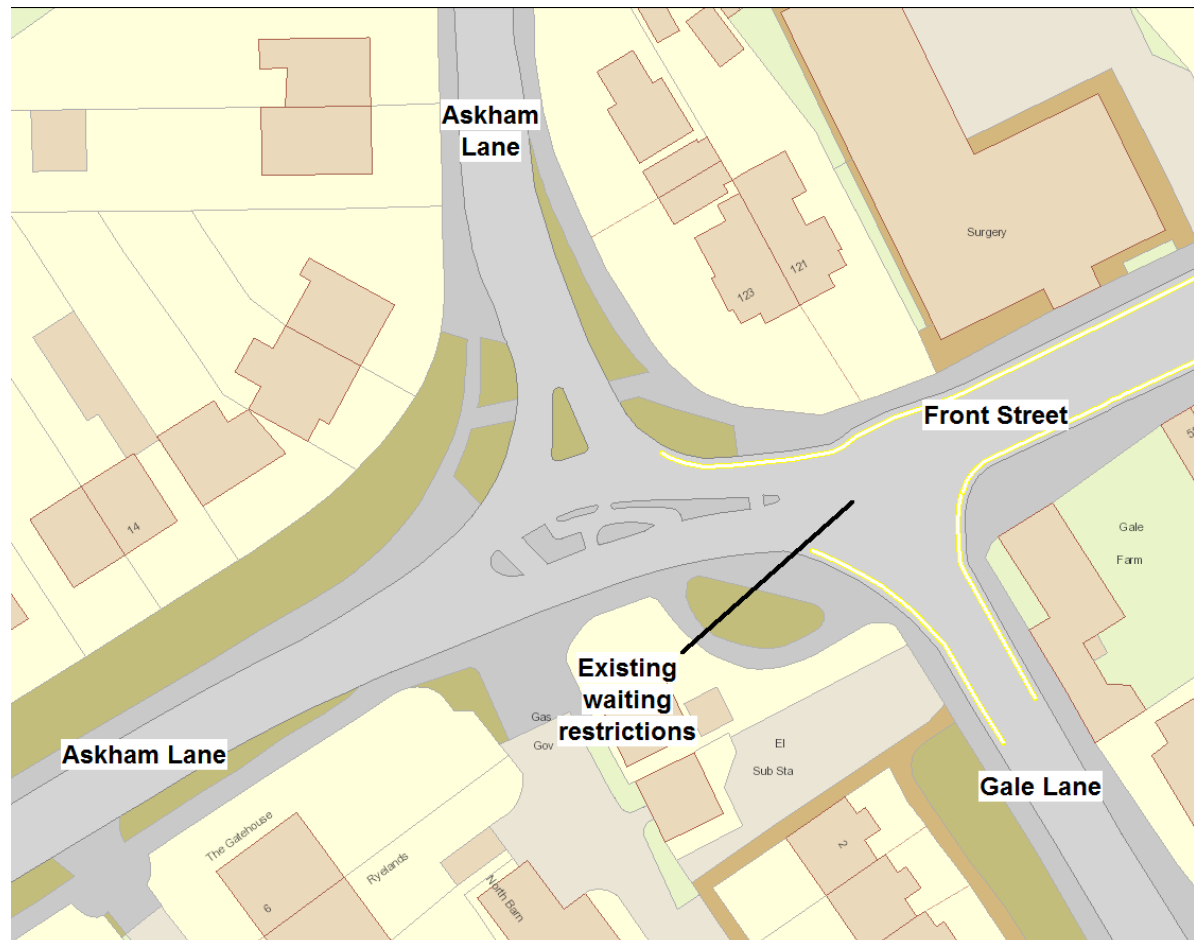 Askham
Lane
Surgery
121
123
Front Street
55
14
Gale
Farm
Existing
waiting
restrictions
Gas
Gov
El
Sub Sta
Askham Lane
Gale Lane
The Gatehouse
Ryelands
2
6
North Barn